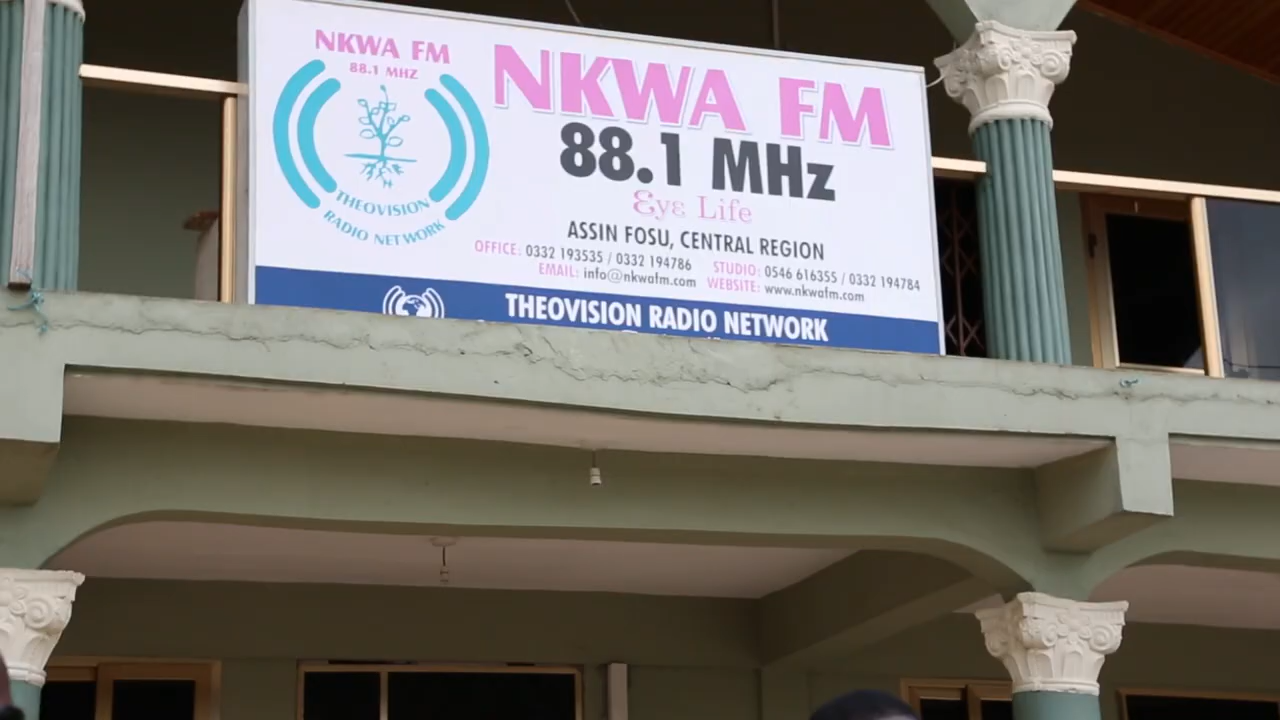 NKWA FM
88.1 MHZ
THEOVISION
RADIO NETWORK
NKWA FM
88.1 MHz
Ɛyɛ Life
ASSIN FOSU, CENTRAL REGION
OFFICE: 0332 193535 / 0332 194786 STUDIO: 0546 616355 / 0332 194784
EMAIL: info@nkwafm.com WEBSITE: www.nkwafm.com
THEOVISION RADIO NETWORK